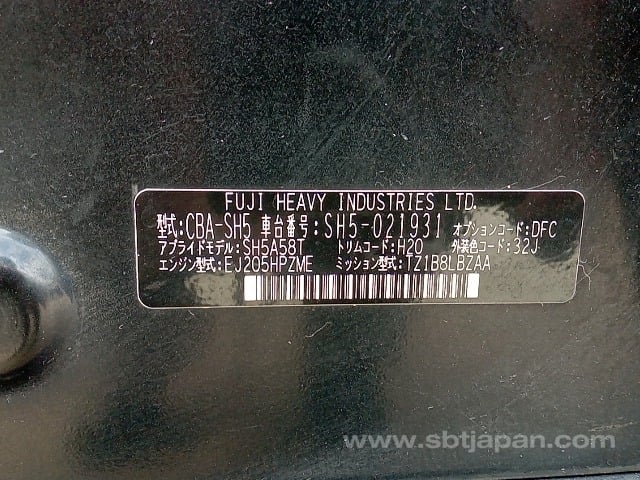 FUJI HEAVY INDUSTRIES LTD.
型式:CBA-SH5 車台番号:SH5-021931 オプションコード:DFC
アプライドモデル:SH5A58T トリムコード:H20 外装色コード:32J
エンジン型式:EJ205HPZME ミッション型式:TZ1B8LBZAA
www.sbtjapan.com